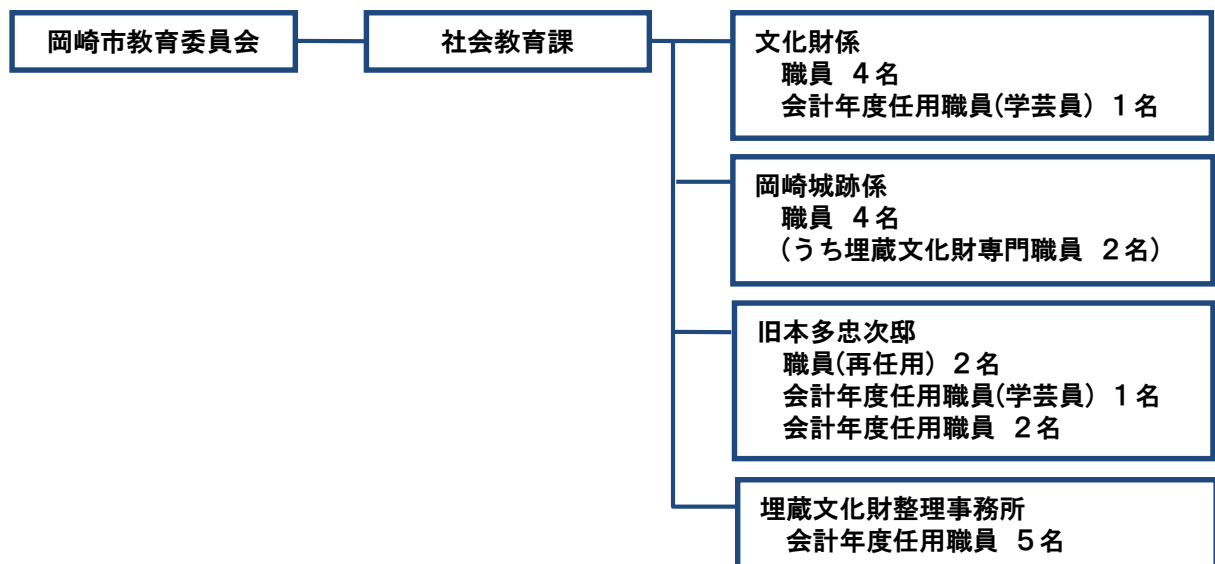 岡崎市教育委員会
社会教育課
文化財係
職員 4名
会計年度任用職員(学芸員) 1名
岡崎城跡係
職員 4名
(うち埋蔵文化財専門職員 2名)
旧本多忠次邸
職員(再任用) 2名
会計年度任用職員(学芸員) 1名
会計年度任用職員 2名
埋蔵文化財整理事務所
会計年度任用職員 5名